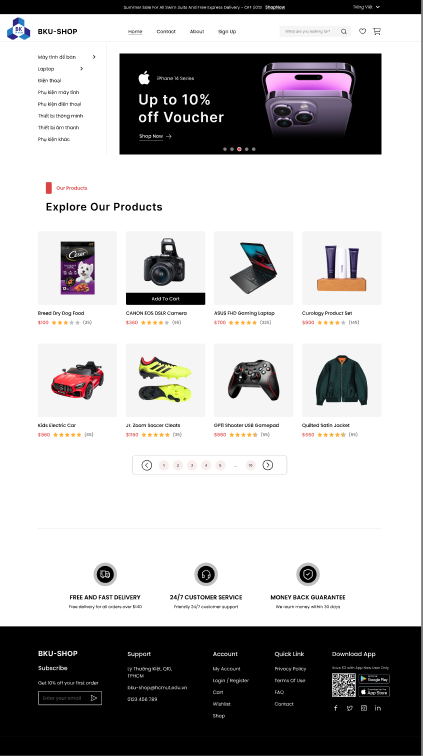 Summer Sale For All Swim Suits And Free Express Delivery - OFF 50%! ShopNow
Tiếng Việt
BK
BKU-SHOP
Home
Contact
About
Sign Up
What are you looking for?
Máy tính để bàn
Laptop
Điện thoại
Phụ kiện máy tính
Phụ kiện điện thoại
Thiết bị thông minh
Thiết bị âm thanh
Phụ kiện khác
iPhone 14 Series
Up to 10%
off Voucher
Shop Now
Our Products
Explore Our Products
Cesar
Add To Cart
Breed Dry Dog Food
$100 (35)
CANON EOS DSLR Camera
$360 (95)
ASUS FHD Gaming Laptop
$700 (325)
Curology Product Set
$500 (145)
Kids Electric Car
$960 (65)
Jr. Zoom Soccer Cleats
$1160 (35)
GP11 Shooter USB Gamepad
$660 (55)
Quilted Satin Jacket
$660 (55)
1 2 3 4 5 ... 10
FREE AND FAST DELIVERY
Free delivery for all orders over $140
24/7 CUSTOMER SERVICE
Friendly 24/7 customer support
MONEY BACK GUARANTEE
We return money within 30 days
BKU-SHOP
Subscribe
Get 10% off your first order
Enter your email
Support
Lý Thường Kiệt, Q10,
TPHCM
bku-shop@hcmut.edu.vn
0123 456 789
Account
My Account
Login / Register
Cart
Wishlist
Shop
Quick Link
Privacy Policy
Terms Of Use
FAQ
Contact
Download App
Save $3 with App New User Only
GET IT ON
Google Play
App Store